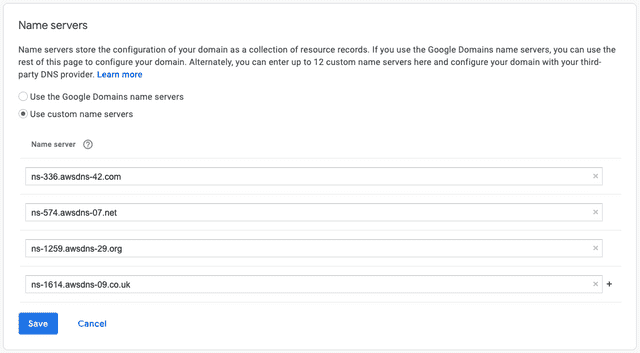 Name servers
Name servers store the configuration of your domain as a collection of resource records. If you use the Google Domains name servers, you can use the
rest of this page to configure your domain. Alternately, you can enter up to 12 custom name servers here and configure your domain with your third-
party DNS provider. Learn more
Use the Google Domains name servers
Use custom name servers
Name server ?
ns-336.awsdns-42.com ×
ns-574.awsdns-07.net ×
ns-1259.awsdns-29.org ×
ns-1614.awsdns-09.co.uk × +
Save Cancel